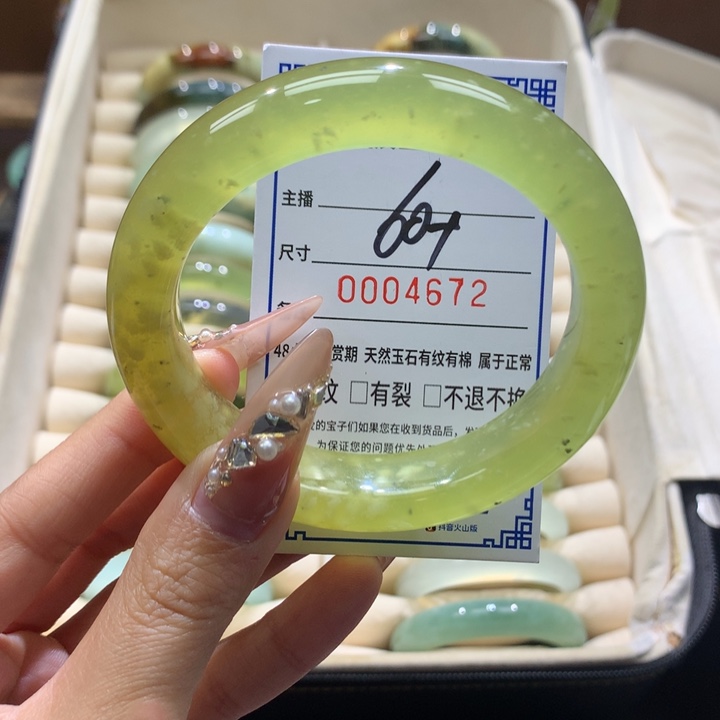 主播
604
尺寸
0004672
48 赏期 天然玉石有纹有棉 属于正常
纹 □有裂 □不退不换
的宝子们如果您在收到货品后,
为保证您的问题优先处
抖音火山版